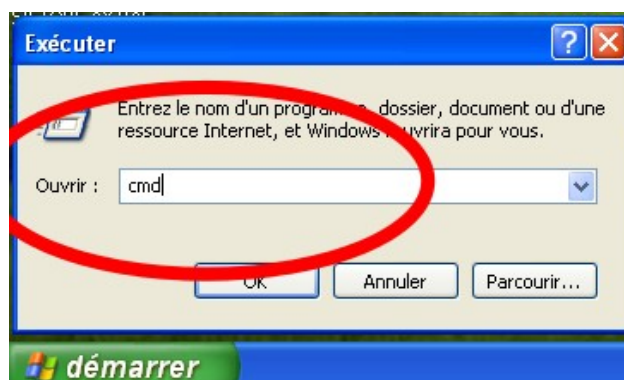 Exécuter
Entrez le nom d'un programme, dossier, document ou d'une
ressource Internet, et Windows l'ouvrira pour vous.
Ouvrir :
cmd
OK
Annuler
Parcourir...
démarrer